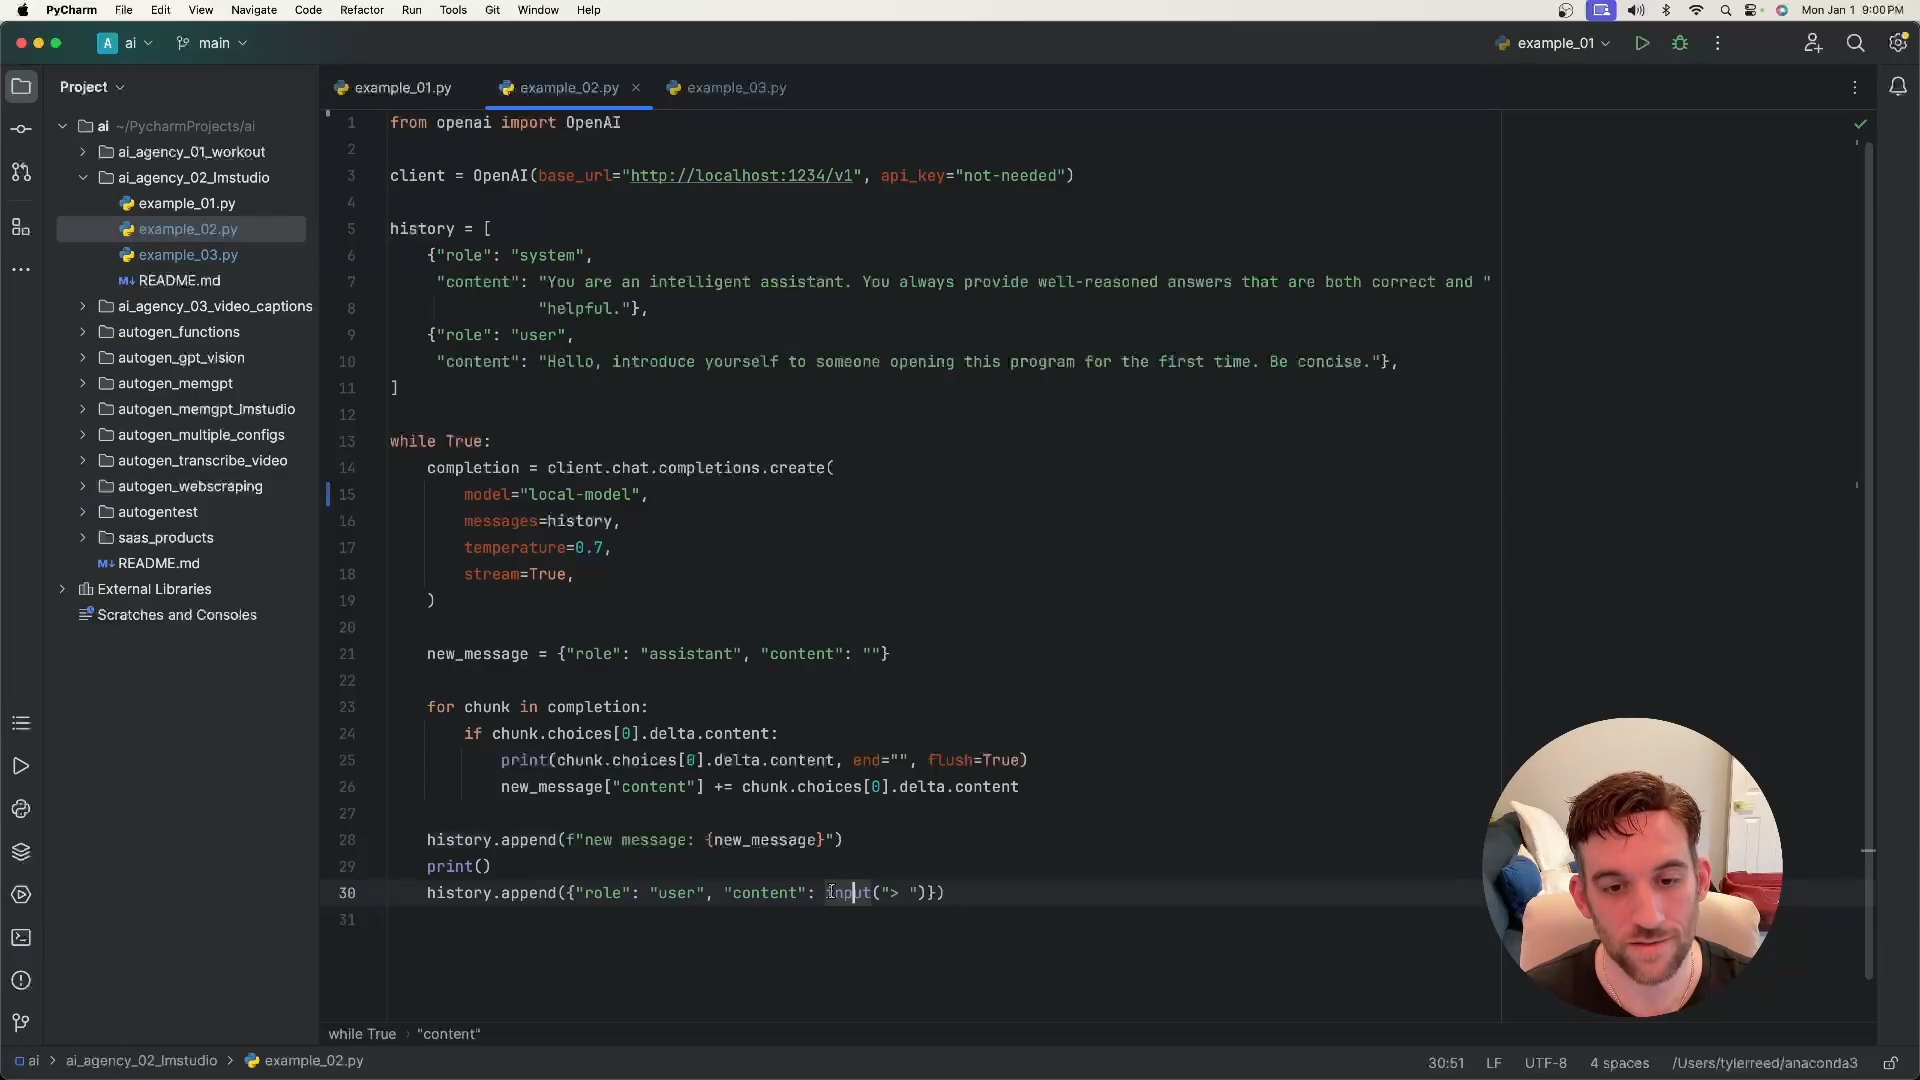 PyCharm File Edit View Navigate Code Refactor Run Tools Git Window Help Mon Jan 1 9:00 PM
A ai main example_01
Project
example_01.py example_02.py example_03.py
ai ~/PycharmProjects/ai
ai_agency_01_workout
ai_agency_02_lmstudio
example_01.py
example_02.py
example_03.py
README.md
ai_agency_03_video_captions
autogen_functions
autogen_gpt_vision
autogen_memgpt
autogen_memgpt_lmstudio
autogen_multiple_configs
autogen_transcribe_video
autogen_webscraping
autogentest
saas_products
README.md
External Libraries
Scratches and Consoles
1 from openai import OpenAI
2
3 client = OpenAI(base_url="http://localhost:1234/v1", api_key="not-needed")
4
5 history = [
6 {"role": "system",
7 "content": "You are an intelligent assistant. You always provide well-reasoned answers that are both correct and "
8 "helpful."},
9 {"role": "user",
10 "content": "Hello, introduce yourself to someone opening this program for the first time. Be concise."},
11 ]
12
13 while True:
14 completion = client.chat.completions.create(
15 model="local-model",
16 messages=history,
17 temperature=0.7,
18 stream=True,
19 )
20
21 new_message = {"role": "assistant", "content": ""}
22
23 for chunk in completion:
24 if chunk.choices[0].delta.content:
25 print(chunk.choices[0].delta.content, end="", flush=True)
26 new_message["content"] += chunk.choices[0].delta.content
27
28 history.append(f"new message: {new_message}")
29 print()
30 history.append({"role": "user", "content": input("> ")})
31
while True › "content"
ai > ai_agency_02_lmstudio > example_02.py 30:51 LF UTF-8 4 spaces /Users/tylerreed/anaconda3